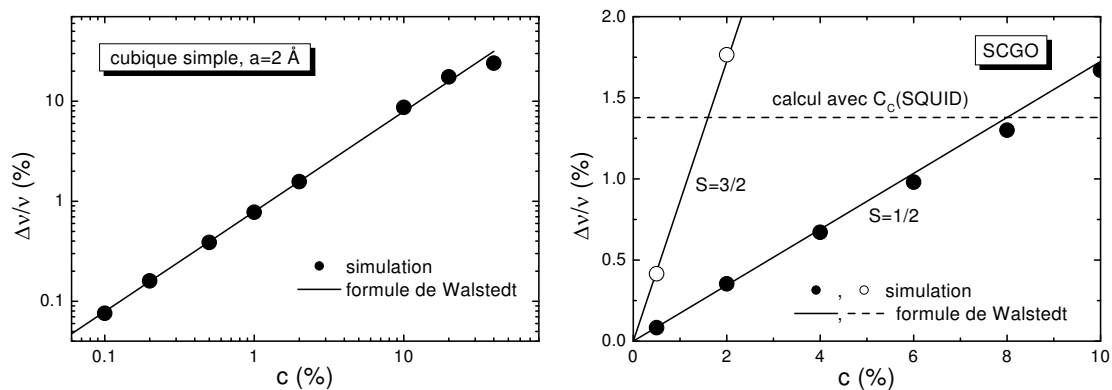 cubique simple, a=2 Å
Δν/ν (%)
10
1
0.1
simulation
formule de Walstedt
0.1
1
10
c (%)
SCGO
Δν/ν (%)
2.0
1.5
1.0
0.5
0.0
calcul avec C_C(SQUID)
S=3/2
S=1/2
, simulation
, formule de Walstedt
0
2
4
6
8
10
c (%)